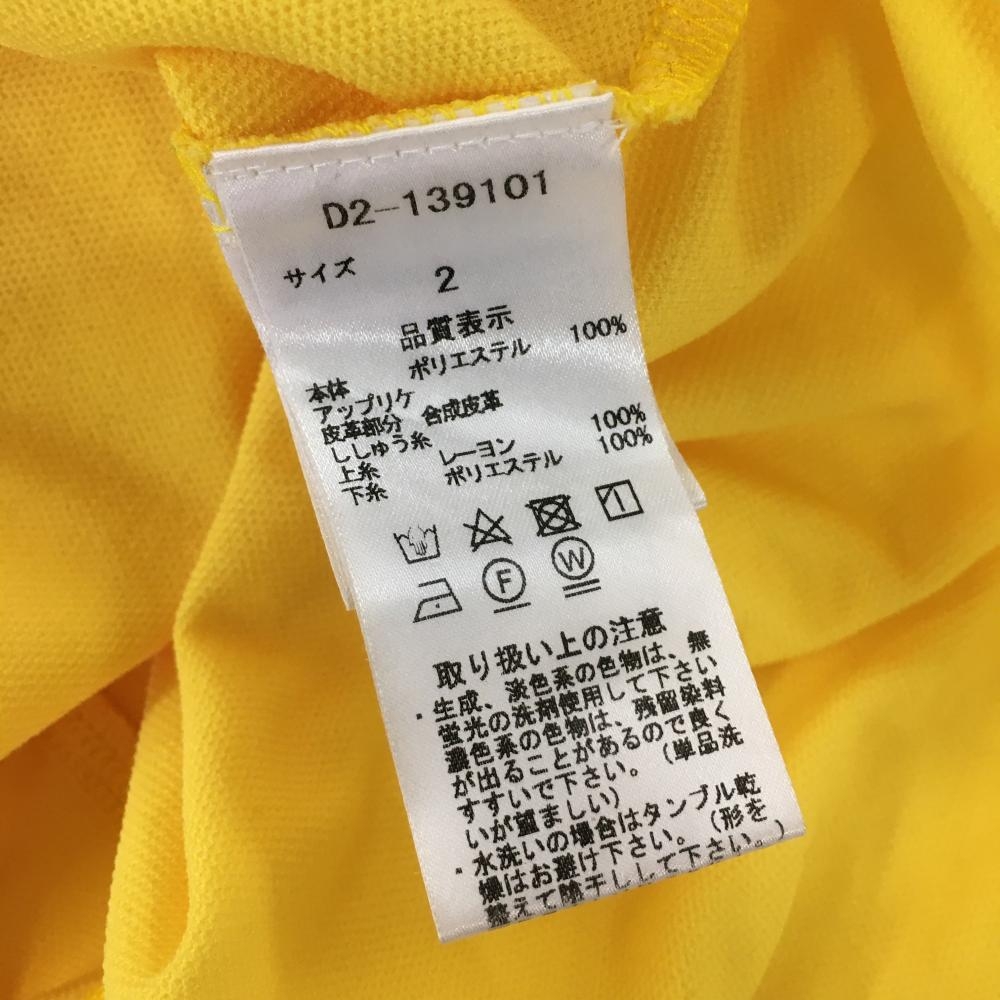 D2-139101
サイズ 2
品質表示
本体 ポリエステル 100%
アップリケ
皮革部分 合成皮革
ししゅう糸
上糸 レーヨン 100%
下糸 ポリエステル 100%
F W
取り扱い上の注意
・生成、淡色系の色物は、無
蛍光の洗剤使用して下さい
濃色系の色物は、残留染料
が出ることがあるので良く
すすいで下さい。(単品洗
いが望ましい)
・水洗いの場合はタンブル乾
燥はお避け下さい。(形を
整えて陰干しして下さい。)